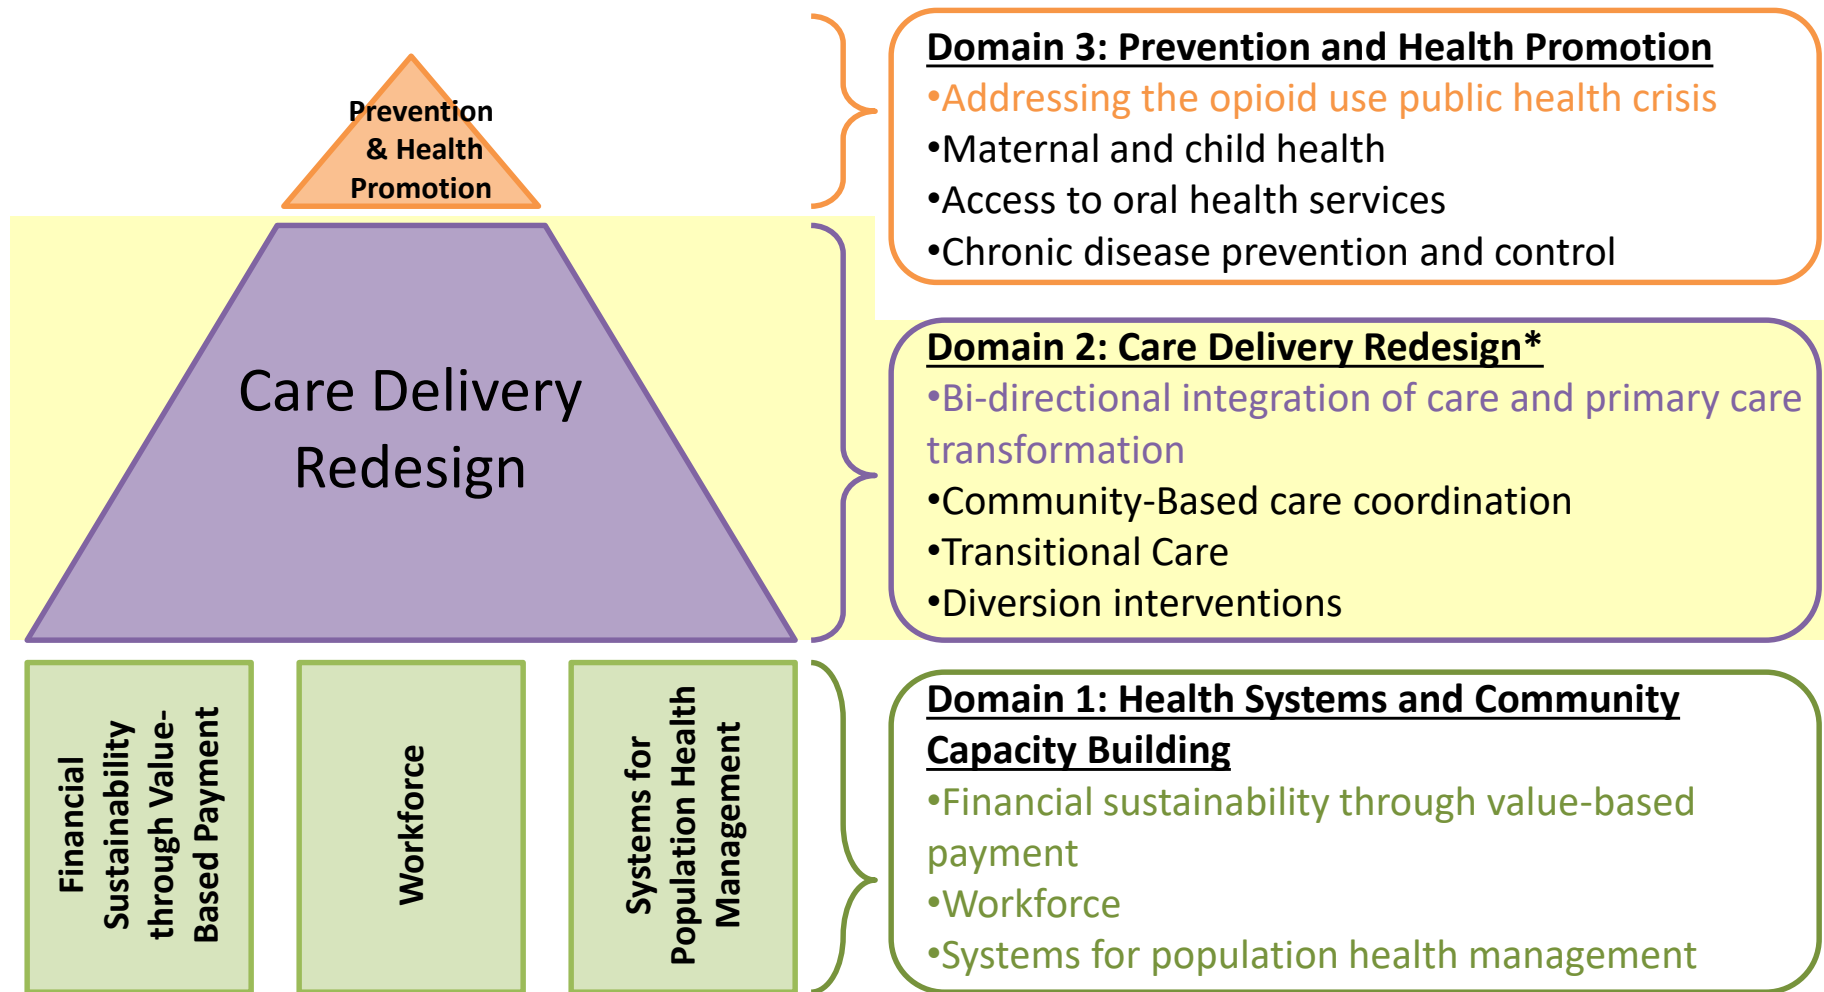 Prevention
& Health
Promotion
Care Delivery
Redesign
Financial
Sustainability
through Value-
Based Payment
Workforce
Systems for
Population Health
Management
Domain 3: Prevention and Health Promotion
•Addressing the opioid use public health crisis
•Maternal and child health
•Access to oral health services
•Chronic disease prevention and control
Domain 2: Care Delivery Redesign*
•Bi-directional integration of care and primary care
transformation
•Community-Based care coordination
•Transitional Care
•Diversion interventions
Domain 1: Health Systems and Community
Capacity Building
•Financial sustainability through value-based
payment
•Workforce
•Systems for population health management